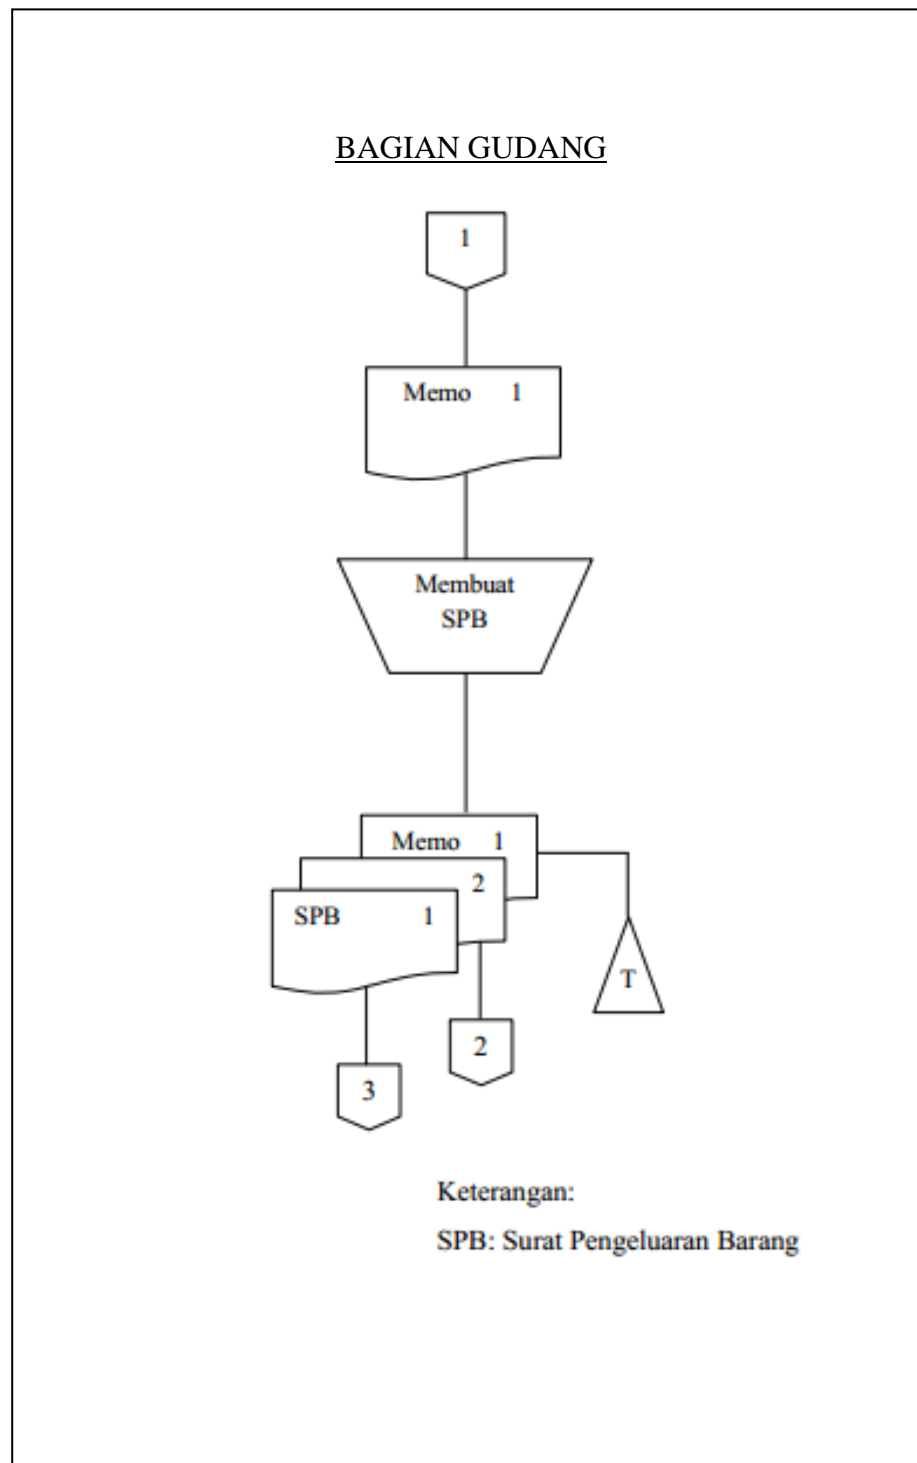 BAGIAN GUDANG
1
Memo 1
Membuat
SPB
Memo 1
2
SPB 1
T
2
3
Keterangan:
SPB: Surat Pengeluaran Barang